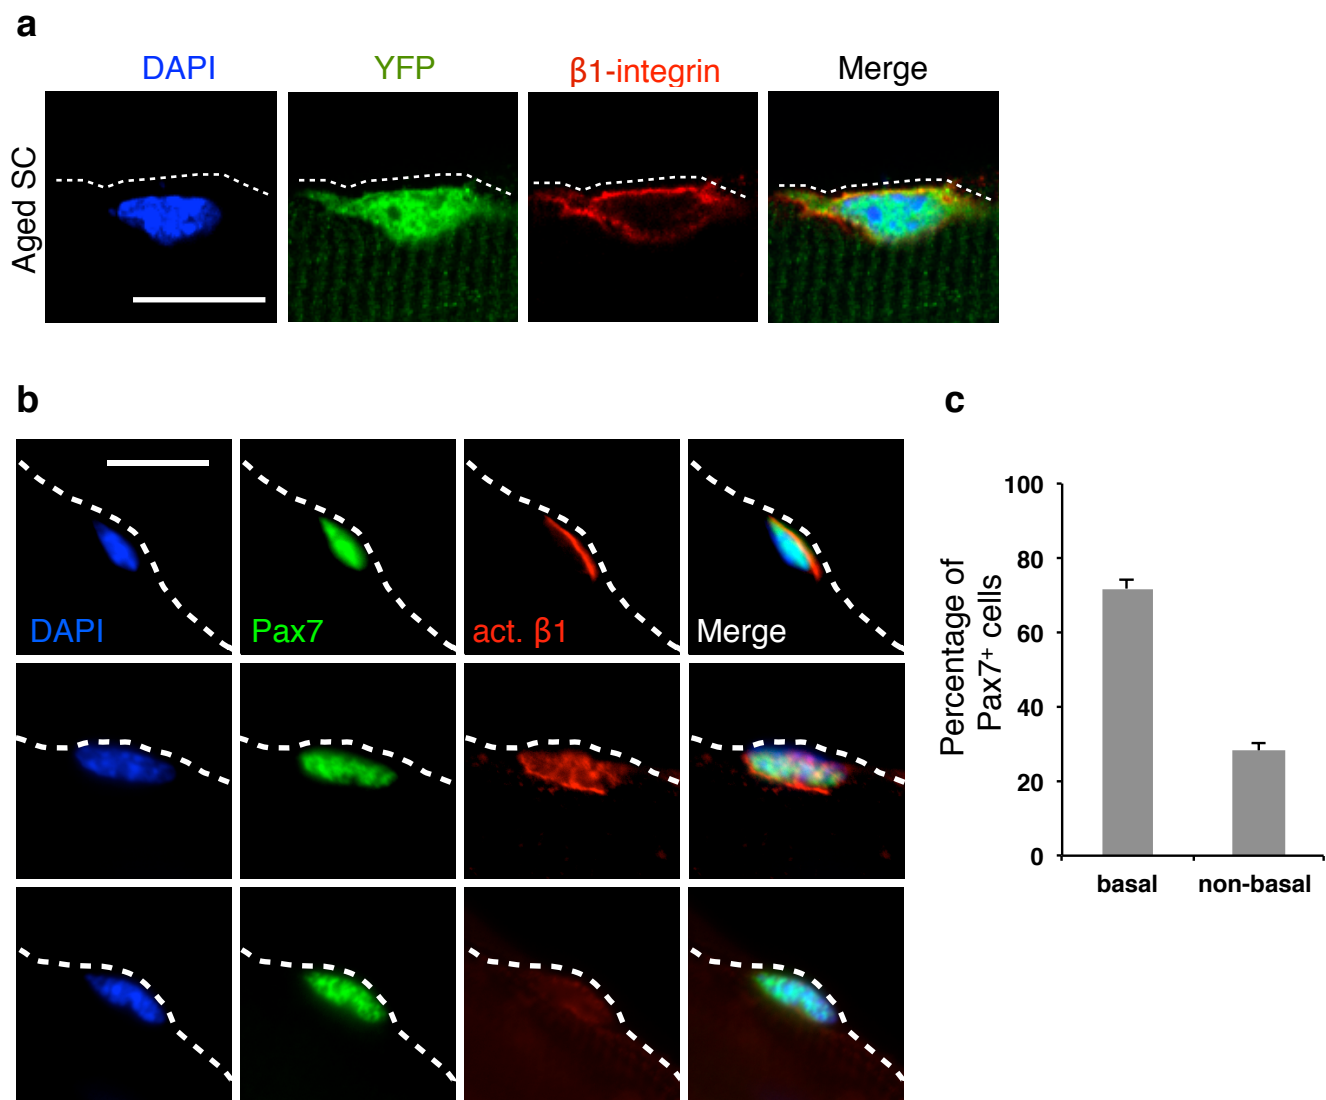 a
DAPI YFP β1-integrin Merge
Aged SC
b
DAPI Pax7 act. β1 Merge
c
Percentage of
Pax7+ cells
100
80
60
40
20
0
basal non-basal